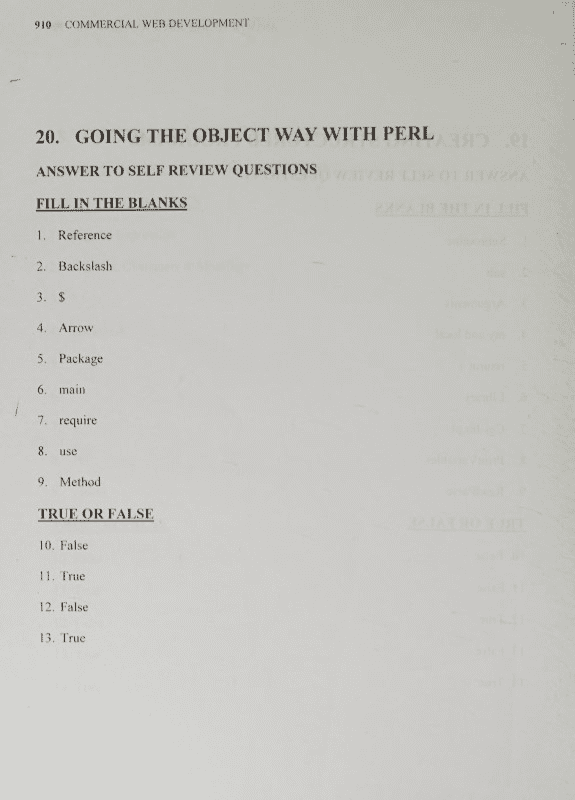 910 COMMERCIAL WEB DEVELOPMENT
20. GOING THE OBJECT WAY WITH PERL
ANSWER TO SELF REVIEW QUESTIONS
FILL IN THE BLANKS
1. Reference
2. Backslash
3. $
4. Arrow
5. Package
6. main
7. require
8. use
9. Method
TRUE OR FALSE
10. False
11. True
12. False
13. True